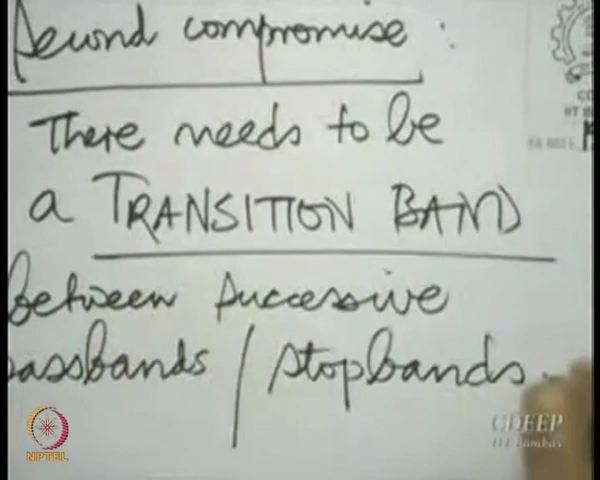 Second compromise :
There needs to be
a TRANSITION BAND
between successive
passbands / stopbands.
NPTEL
CDEEP
IIT Bombay